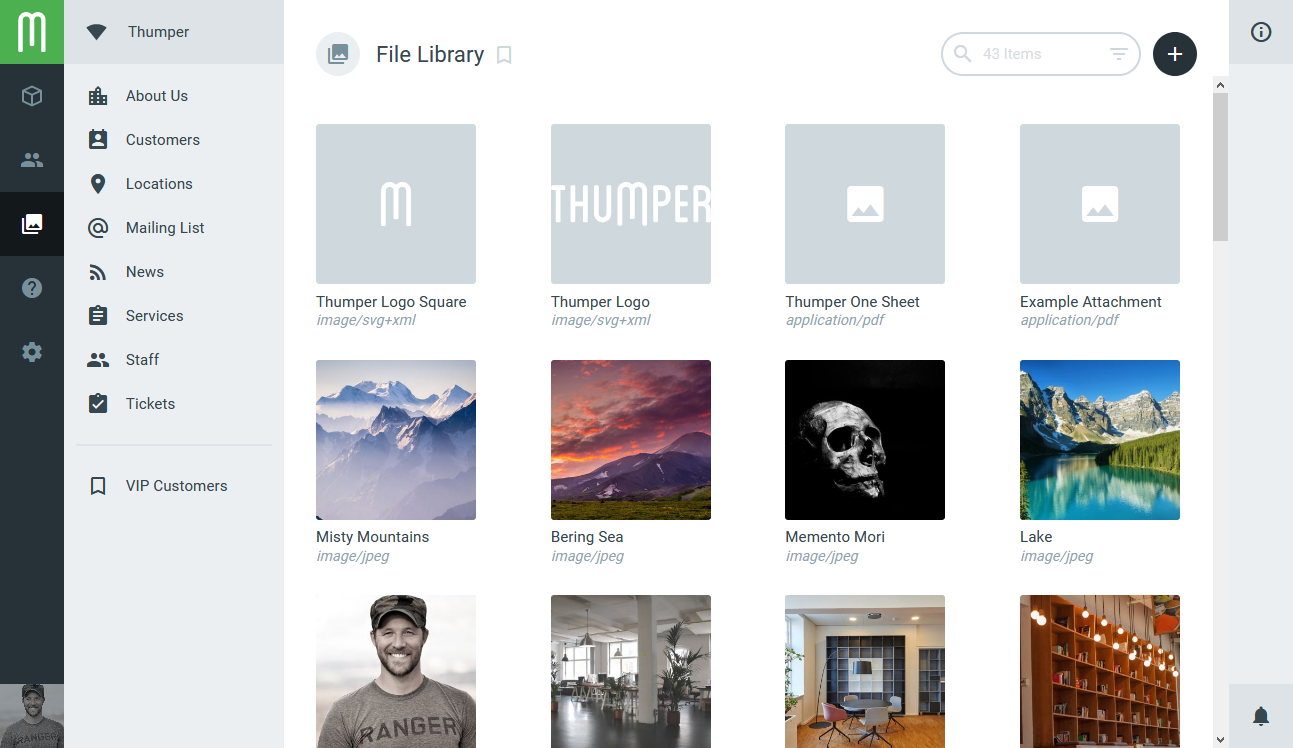 Thumper
About Us
Customers
Locations
Mailing List
News
Services
Staff
Tickets
VIP Customers
File Library
43 Items
THUMPER
Thumper Logo Square
image/svg+xml
Thumper Logo
image/svg+xml
Thumper One Sheet
application/pdf
Example Attachment
application/pdf
Misty Mountains
image/jpeg
Bering Sea
image/jpeg
Memento Mori
image/jpeg
Lake
image/jpeg
RANGER
RANGER